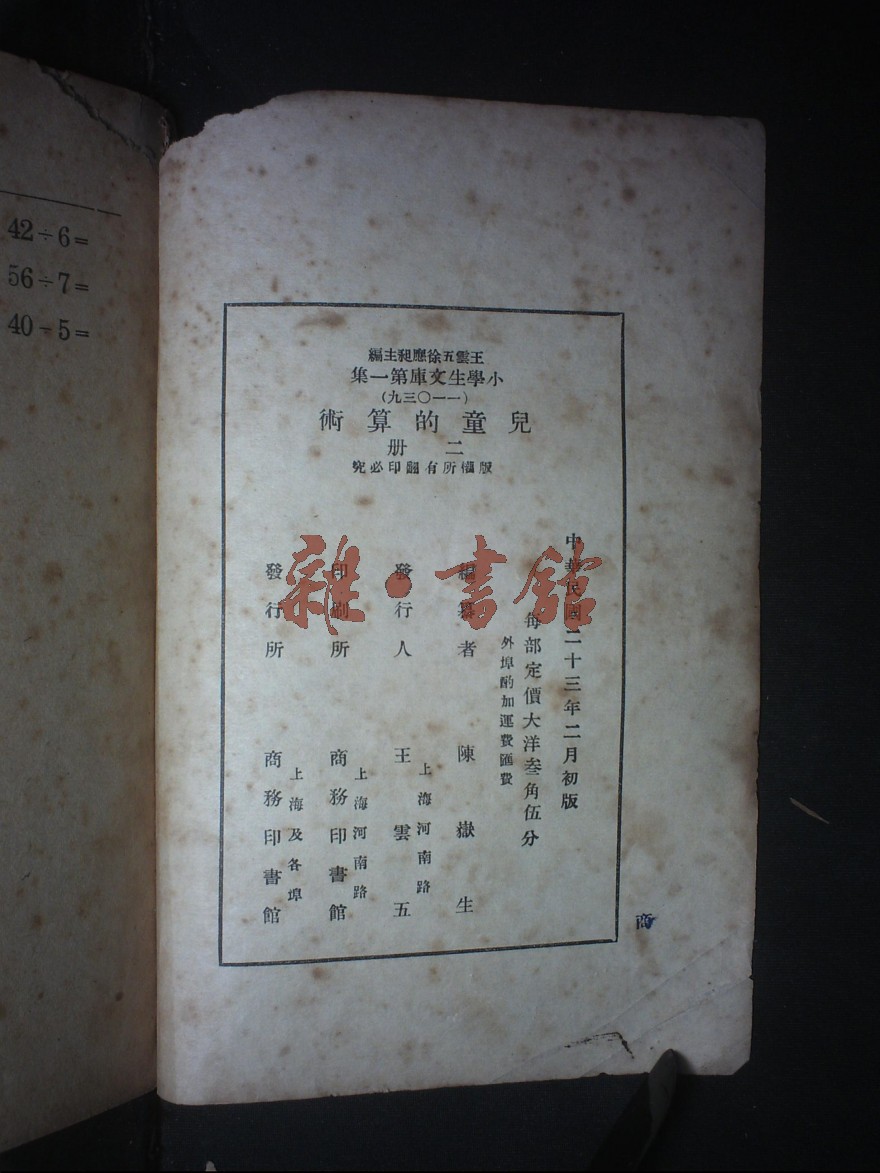 42÷6=
56÷7=
40÷5=
王雲五徐應昶主編
小學生文庫第一集
(一一〇三九)
兒童的算術
二册
版權所有翻印必究
中華民國二十三年二月初版
每部定價大洋叁角伍分
外埠酌加運費匯費
編纂者 陳嶽生
上海河南路
發行人 王雲五
上海河南路
印刷所 商務印書館
上海及各埠
發行所 商務印書館
商
雜·書館